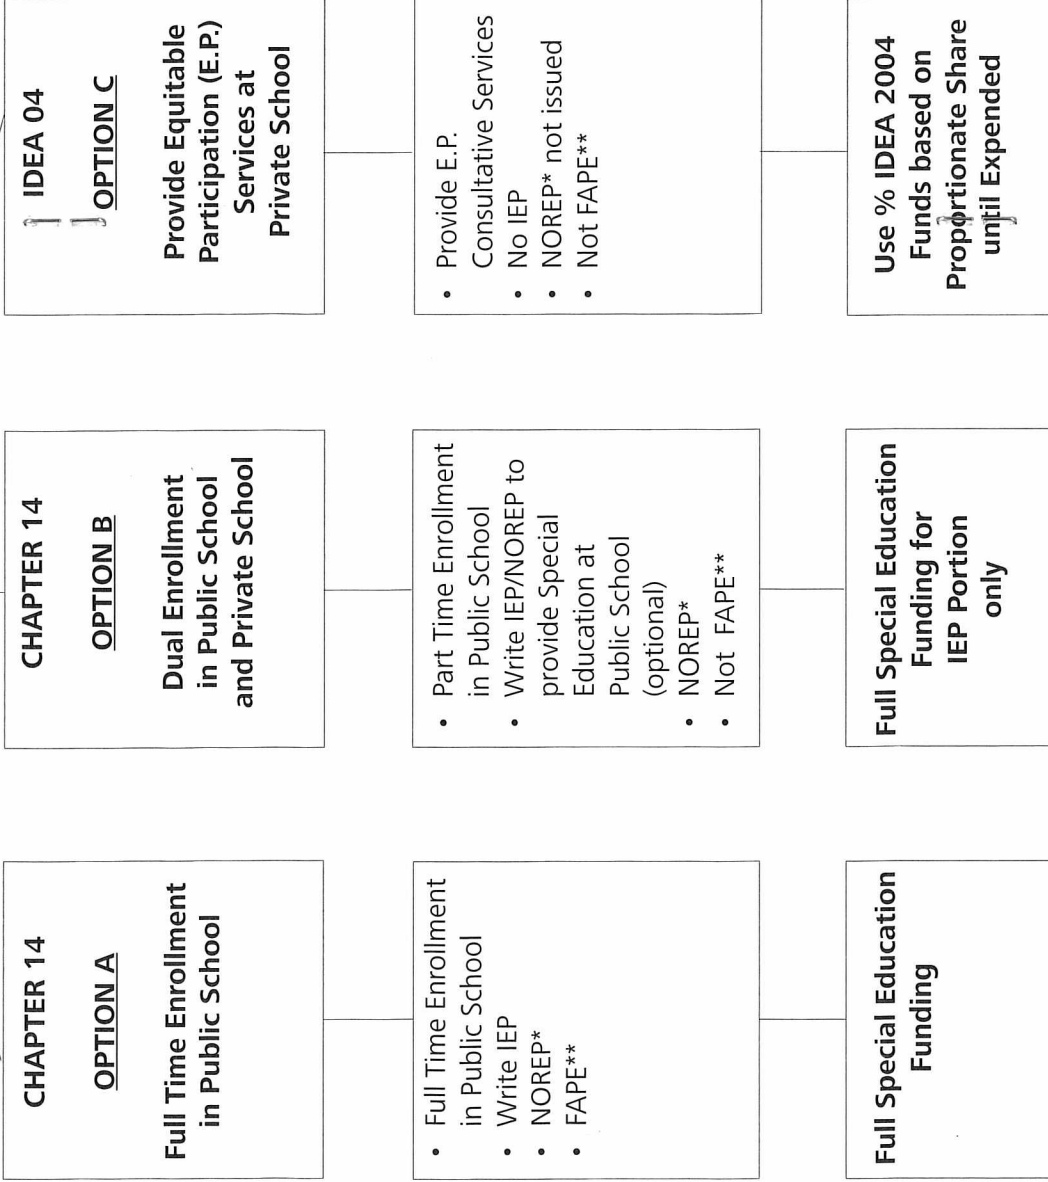 CHAPTER 14
OPTION A
Full Time Enrollment
in Public School
• Full Time Enrollment
in Public School
• Write IEP
• NOREP*
• FAPE**
Full Special Education
Funding
CHAPTER 14
OPTION B
Dual Enrollment
in Public School
and Private School
• Part Time Enrollment
in Public School
• Write IEP/NOREP to
provide Special
Education at
Public School
(optional)
• NOREP*
• Not FAPE**
Full Special Education
Funding for
IEP Portion
only
IDEA 04
OPTION C
Provide Equitable
Participation (E.P.)
Services at
Private School
• Provide E.P.
Consultative Services
• No IEP
• NOREP* not issued
• Not FAPE**
Use % IDEA 2004
Funds based on
Proportionate Share
until Expended